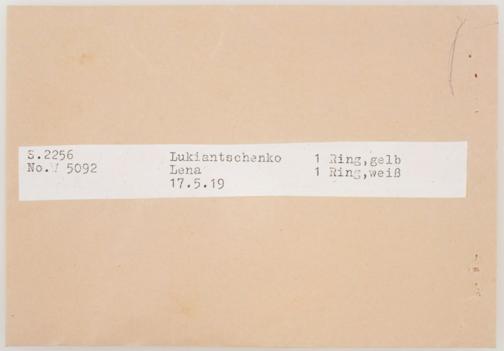 S.2256 Lukiantschenko 1 Ring,gelb
No. 5092 Lena 1 Ring,weiß
17.5.19